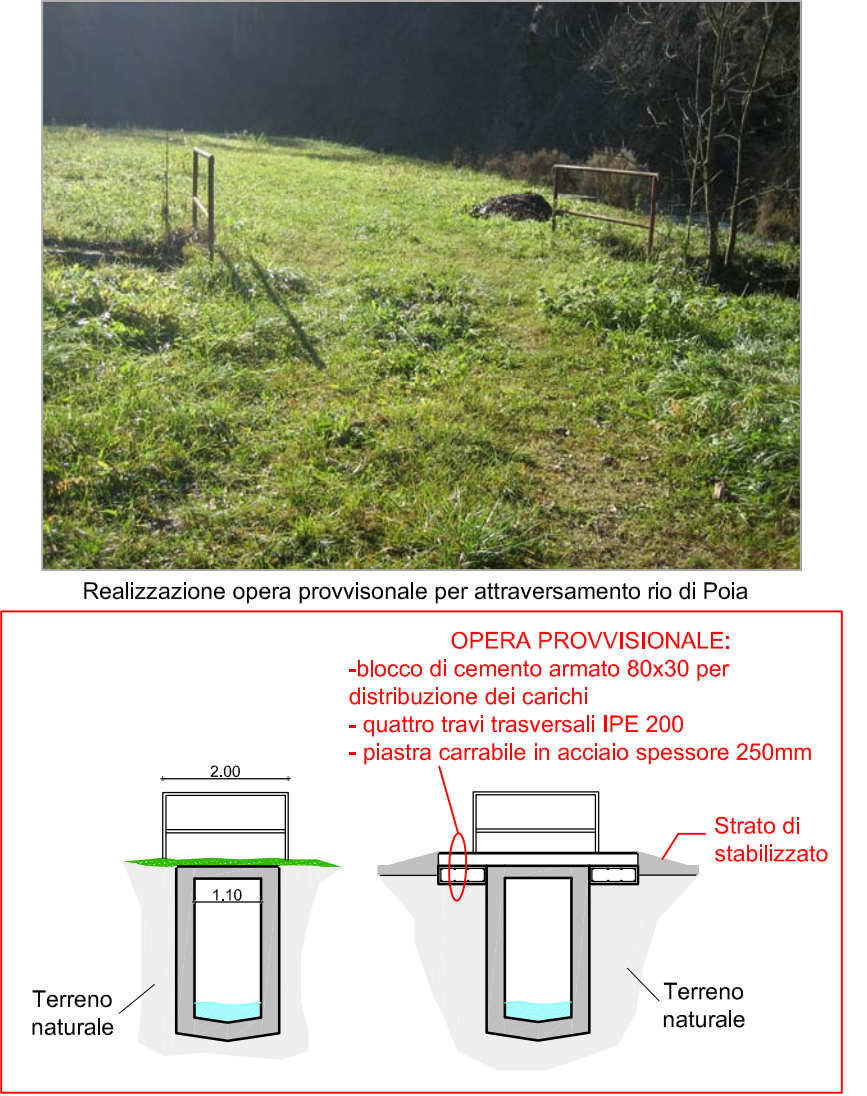 Realizzazione opera provvisonale per attraversamento rio di Poia
OPERA PROVVISIONALE:
-blocco di cemento armato 80x30 per
distribuzione dei carichi
- quattro travi trasversali IPE 200
- piastra carrabile in acciaio spessore 250mm
2.00
Strato di
stabilizzato
1.10
Terreno
naturale
Terreno
naturale